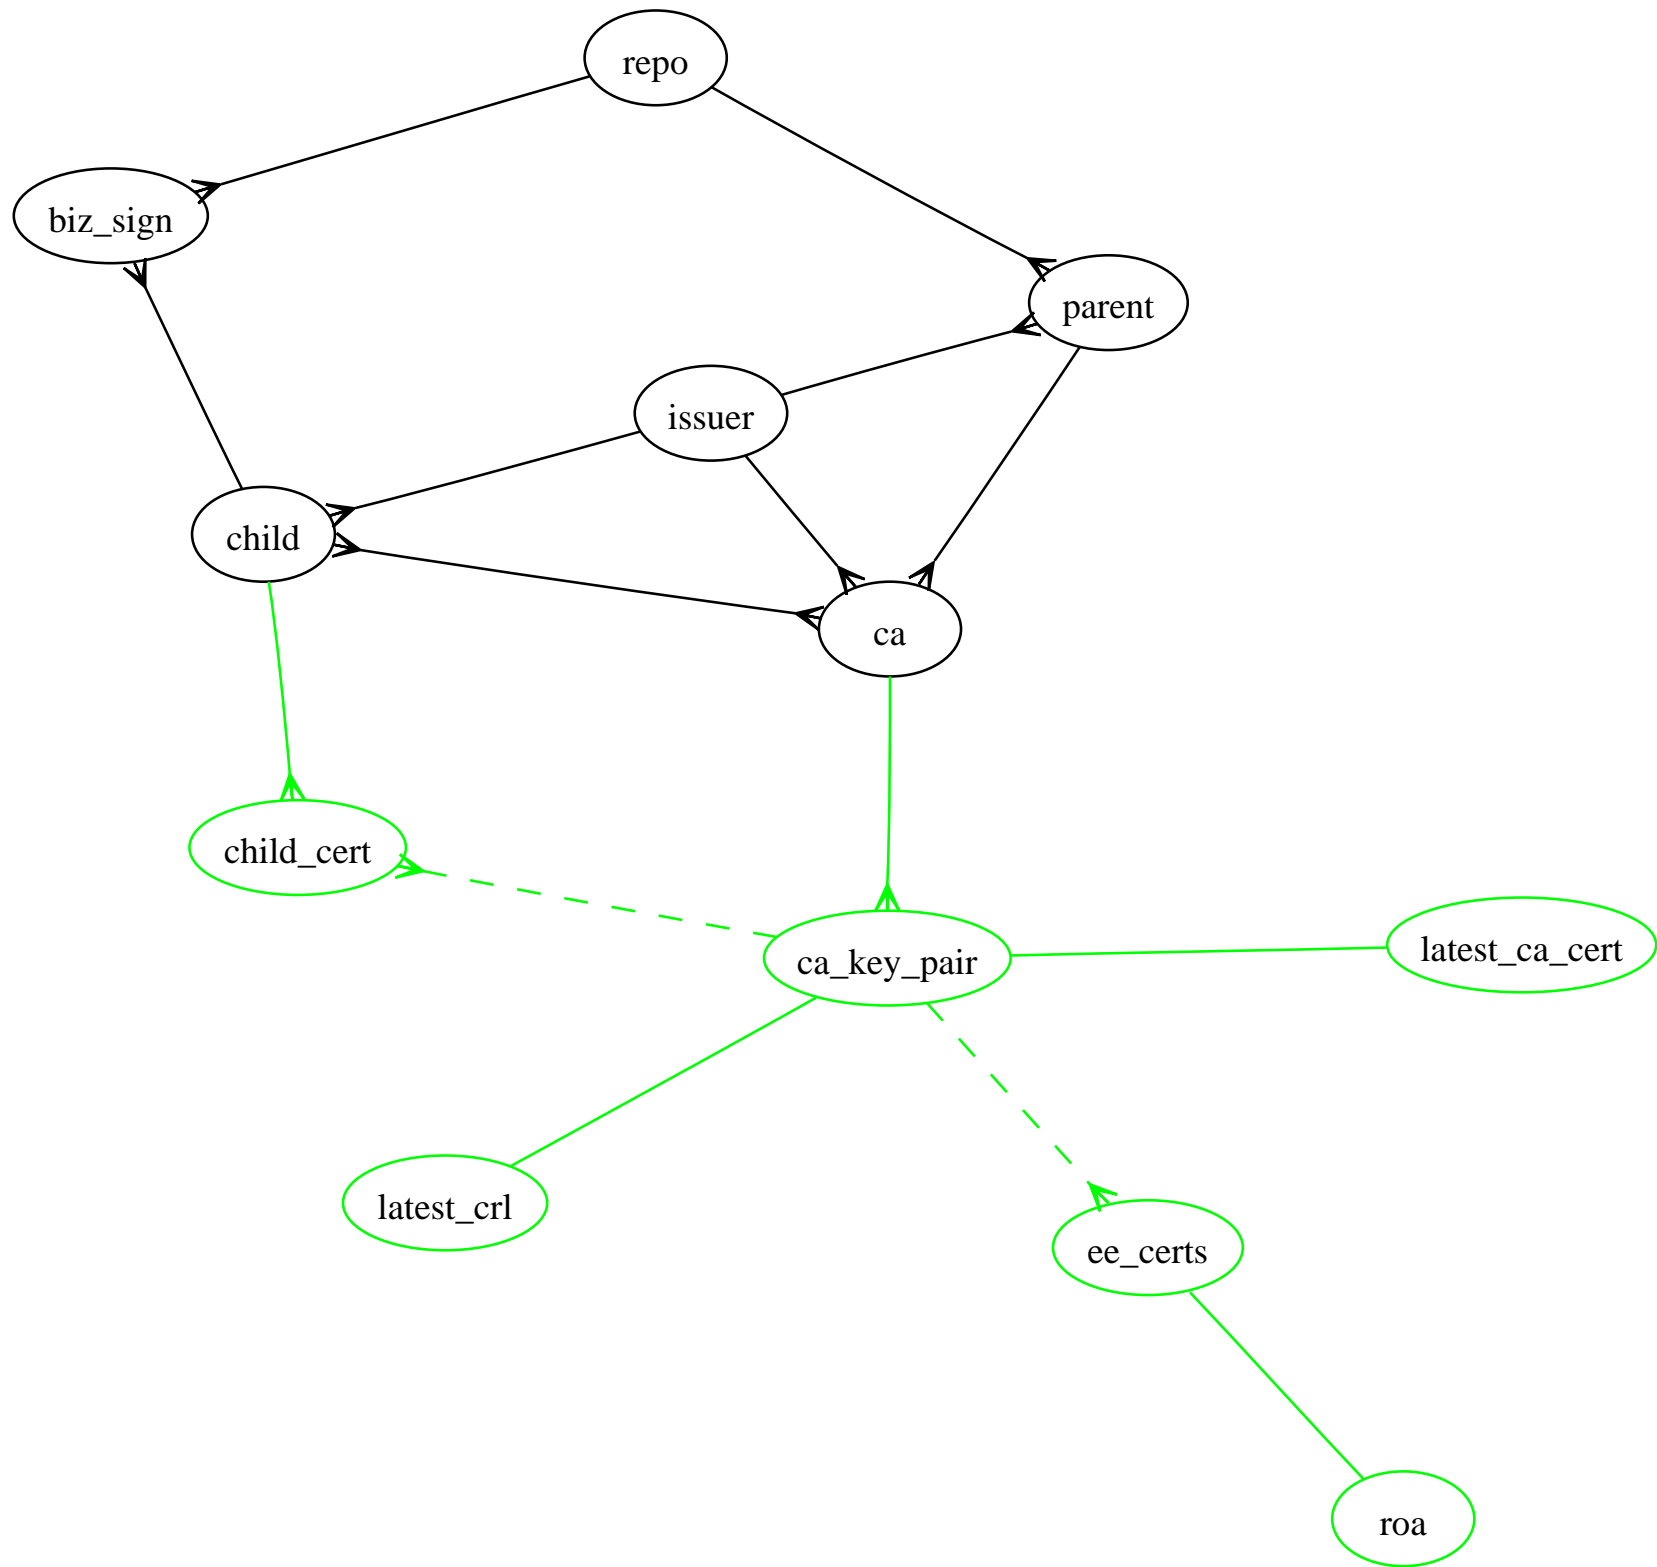 repo
biz_sign
parent
issuer
child
ca
child_cert
ca_key_pair
latest_ca_cert
latest_crl
ee_certs
roa